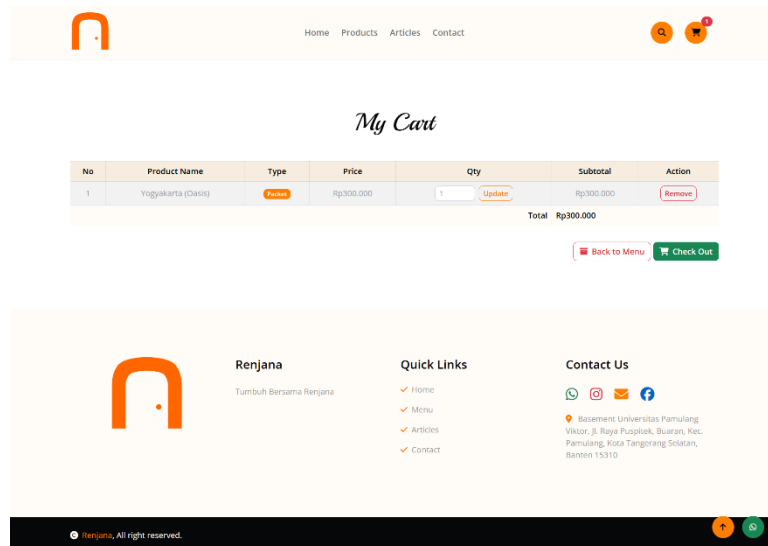 Home Products Articles Contact
1
My Cart
No Product Name Type Price Qty Subtotal Action
1 Yogyakarta (Oasis) Packet Rp300.000 1 Update Rp300.000 Remove
Total Rp300.000
Back to Menu Check Out
Renjana
Tumbuh Bersama Renjana
Quick Links
Home
Menu
Articles
Contact
Contact Us
Basement Universitas Pamulang
Viktor, Jl. Raya Puspitek, Buaran, Kec.
Pamulang, Kota Tangerang Selatan,
Banten 15310
Renjana, All right reserved.